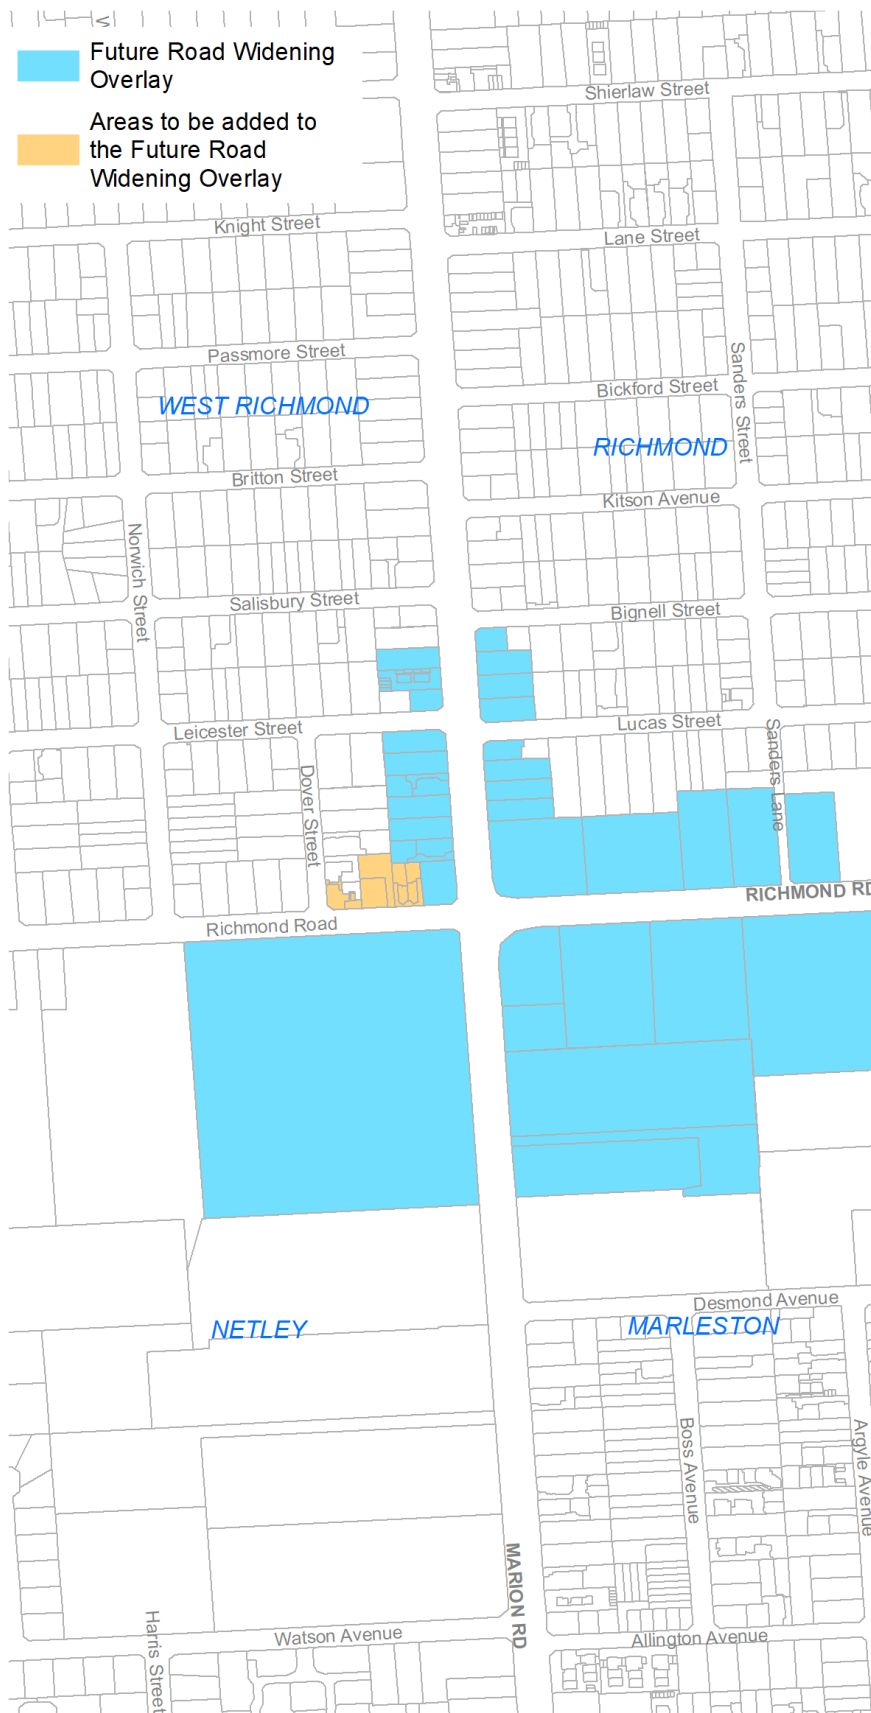 W
Future Road Widening
Overlay
Areas to be added to
the Future Road
Widening Overlay
Shierlaw Street
Knight Street
Lane Street
Passmore Street
Sanders Street
Bickford Street
WEST RICHMOND
RICHMOND
Britton Street
Kitson Avenue
Norwich Street
Salisbury Street
Bignell Street
Leicester Street
Lucas Street
Sanders Lane
Dover Street
RICHMOND RD
Richmond Road
Desmond Avenue
NETLEY
MARLESTON
Boss Avenue
Argyle Avenue
MARION RD
Harris Street
Watson Avenue
Allington Avenue